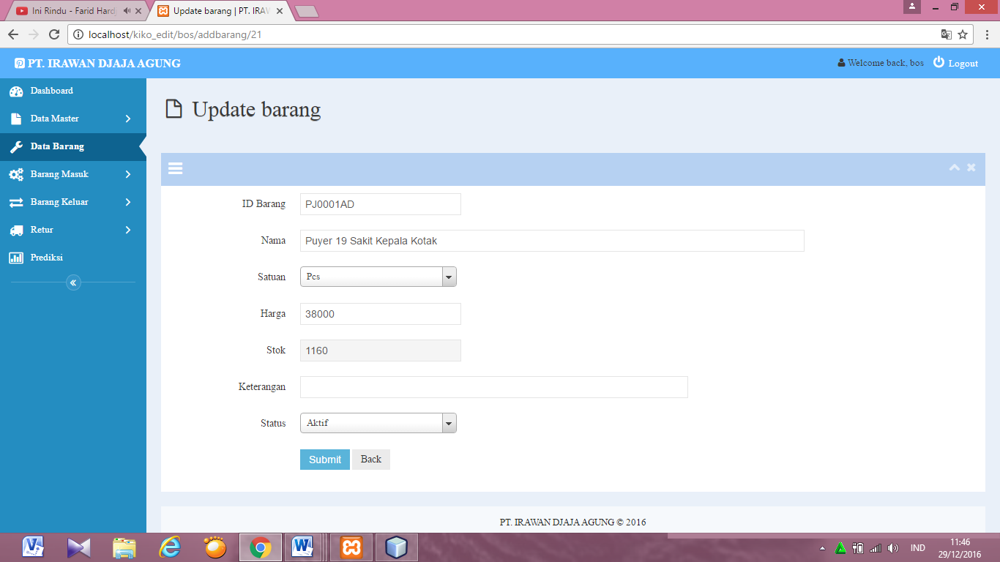 Ini Rindu - Farid Hardj
Update barang | PT. IRAW
localhost/kiko_edit/bos/addbarang/21
PT. IRAWAN DJAJA AGUNG
Welcome back, bos
Logout
Dashboard
Data Master
Data Barang
Barang Masuk
Barang Keluar
Retur
Prediksi
Update barang
ID Barang PJ0001AD
Nama Puyer 19 Sakit Kepala Kotak
Satuan Pcs
Harga 38000
Stok 1160
Keterangan
Status Aktif
Submit Back
PT. IRAWAN DJAJA AGUNG © 2016
IND
11:46
29/12/2016